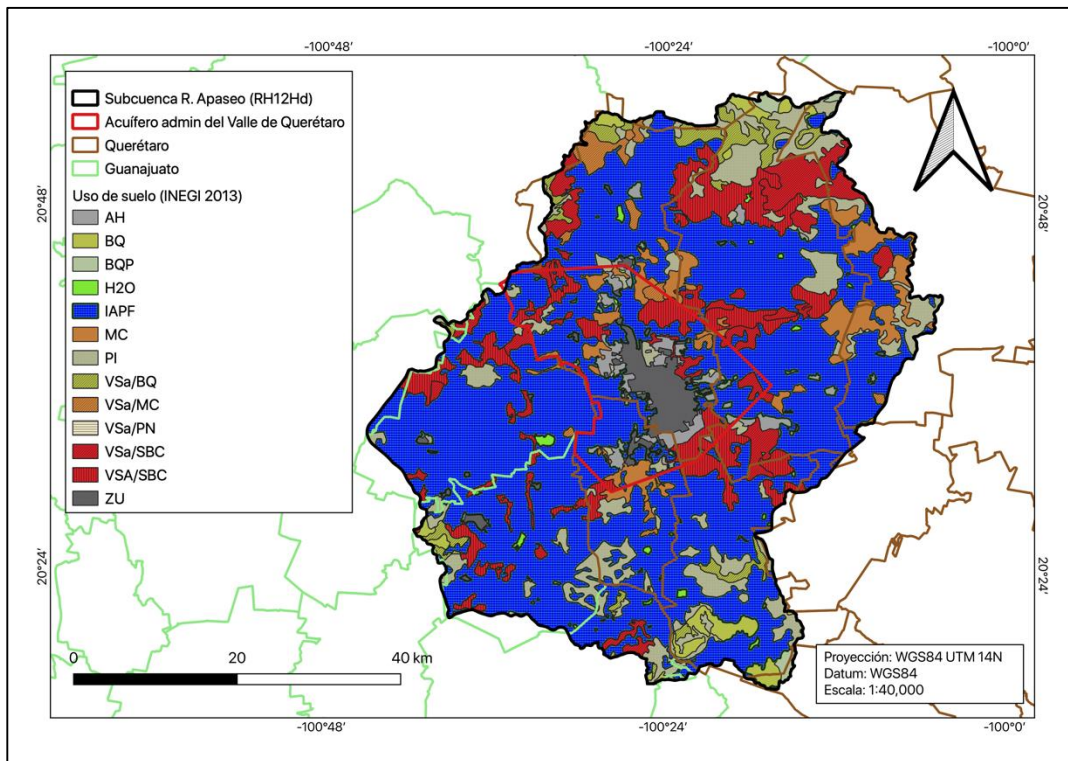 -100°48'
-100°24'
-100°0'
Subcuenca R. Apaseo (RH12Hd)
Acuífero admin del Valle de Querétaro
Querétaro
Guanajuato
Uso de suelo (INEGI 2013)
AH
BQ
BQP
H2O
IAPF
MC
PI
VSa/BQ
VSa/MC
VSa/PN
VSa/SBC
VSA/SBC
ZU
20°48'
20°48'
20°24'
20°24'
0
20
40 km
Proyección: WGS84 UTM 14N
Datum: WGS84
Escala: 1:40,000
-100°48'
-100°24'
-100°0'